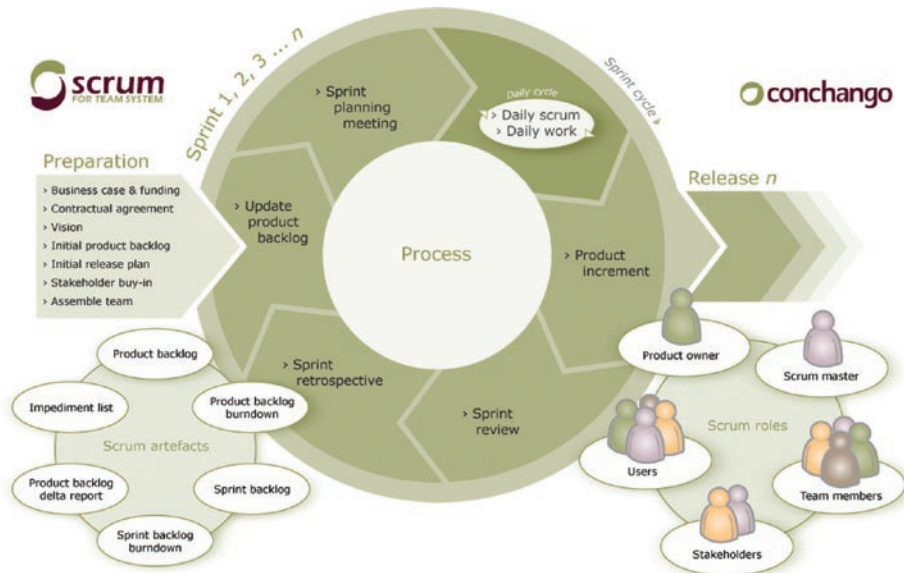 scrum
FOR TEAM SYSTEM
Sprint 1, 2, 3 ... n
Sprint cycle
conchango
Preparation
› Business case & funding
› Contractual agreement
› Vision
› Initial product backlog
› Initial release plan
› Stakeholder buy-in
› Assemble team
› Sprint
planning
meeting
Daily cycle
› Daily scrum
› Daily work
› Update
product
backlog
Process
› Product
increment
› Sprint
retrospective
› Sprint
review
Release n
Scrum artefacts
Product backlog
Product backlog
burndown
Sprint backlog
Sprint backlog
burndown
Product backlog
delta report
Impediment list
Scrum roles
Product owner
Scrum master
Team members
Stakeholders
Users